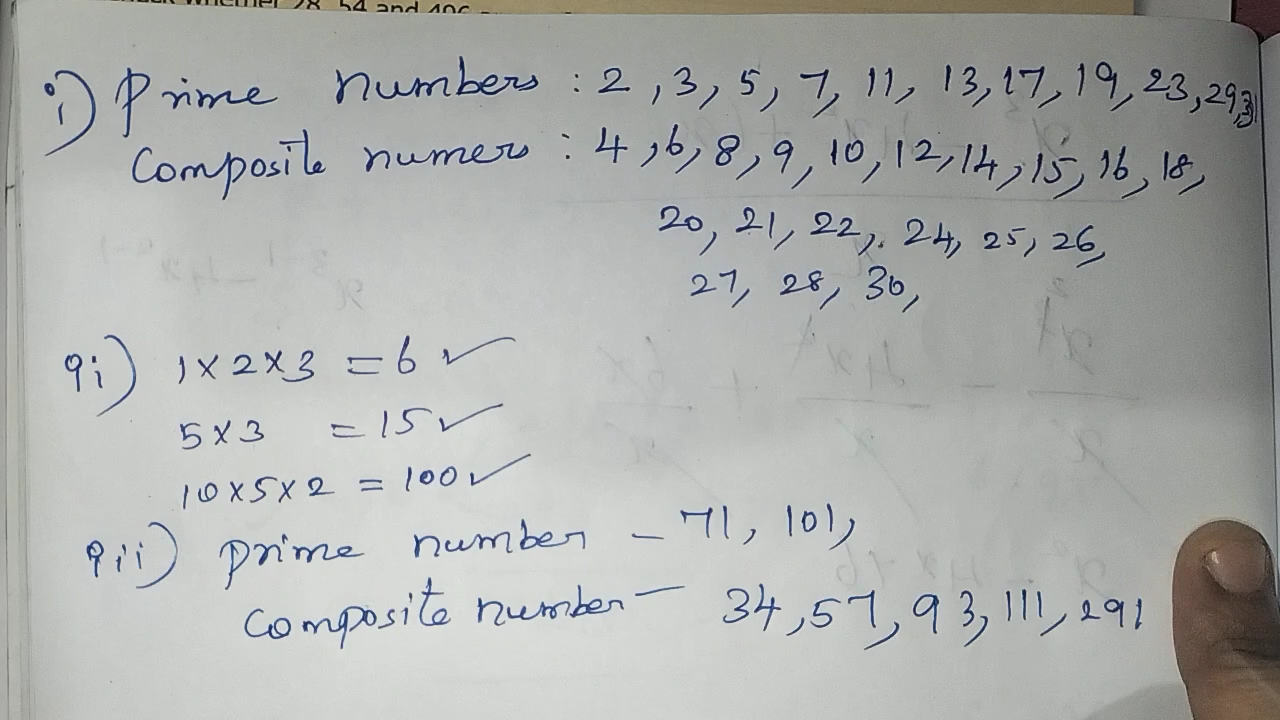 28, 54 and
i) Prime numbers : 2, 3, 5, 7, 11, 13, 17, 19, 23, 29, 31
Composite numers : 4, 6, 8, 9, 10, 12, 14, 15, 16, 18,
20, 21, 22, 24, 25, 26,
27, 28, 30,
ii) 1 x 2 x 3 = 6 ✓
5 x 3 = 15 ✓
10 x 5 x 2 = 100 ✓
iii) Prime number - 71, 101,
Composite number - 34, 57, 93, 111, 291